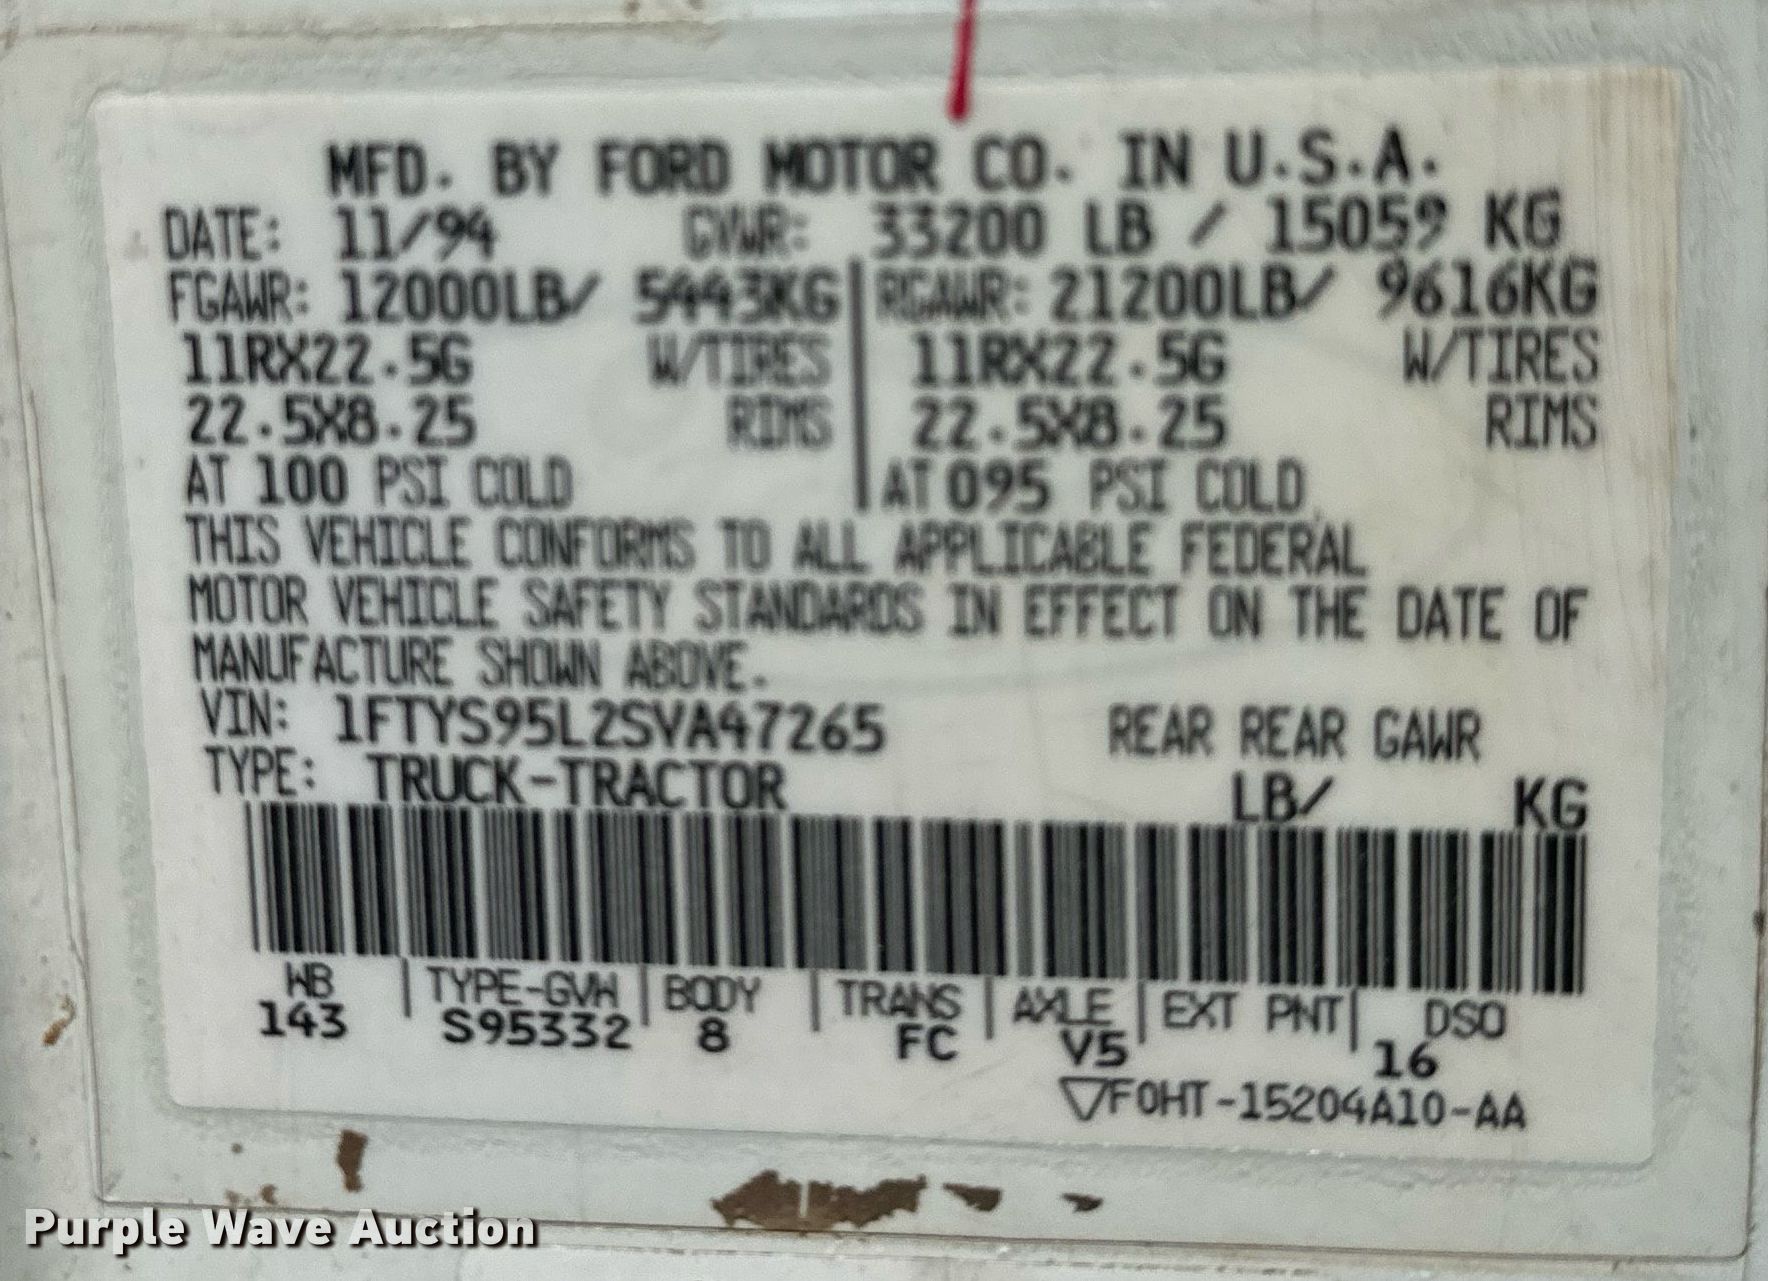 MFD. BY FORD MOTOR CO. IN U.S.A.
DATE: 11/94 GVWR: 33200 LB / 15059 KG
FGAWR: 12000LB/ 5443KG RGAWR: 21200LB/ 9616KG
11RX22.5G W/TIRES 11RX22.5G W/TIRES
22.5X8.25 RIMS 22.5X8.25 RIMS
AT 100 PSI COLD AT 095 PSI COLD
THIS VEHICLE CONFORMS TO ALL APPLICABLE FEDERAL
MOTOR VEHICLE SAFETY STANDARDS IN EFFECT ON THE DATE OF
MANUFACTURE SHOWN ABOVE.
VIN: 1FTYS95L2SVA47265 REAR REAR GAWR
TYPE: TRUCK-TRACTOR LB/ KG
WB TYPE-GVW BODY TRANS AXLE EXT PNT DSO
143 S95332 8 FC V5 16
F0HT-15204A10-AA
Purple Wave Auction